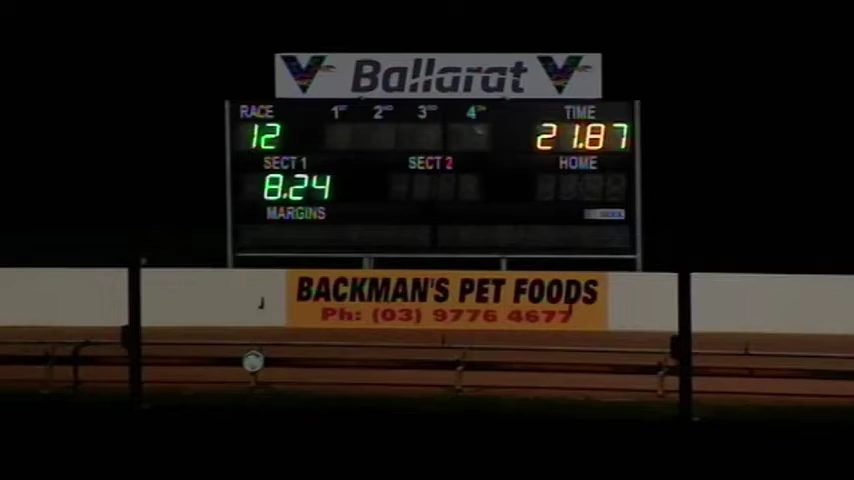 Ballarat
RACE 1ST 2ND 3RD 4TH TIME
12 21.87
SECT 1 SECT 2 HOME
8.24
MARGINS
BACKMAN'S PET FOODS
Ph: (03) 9776 4677